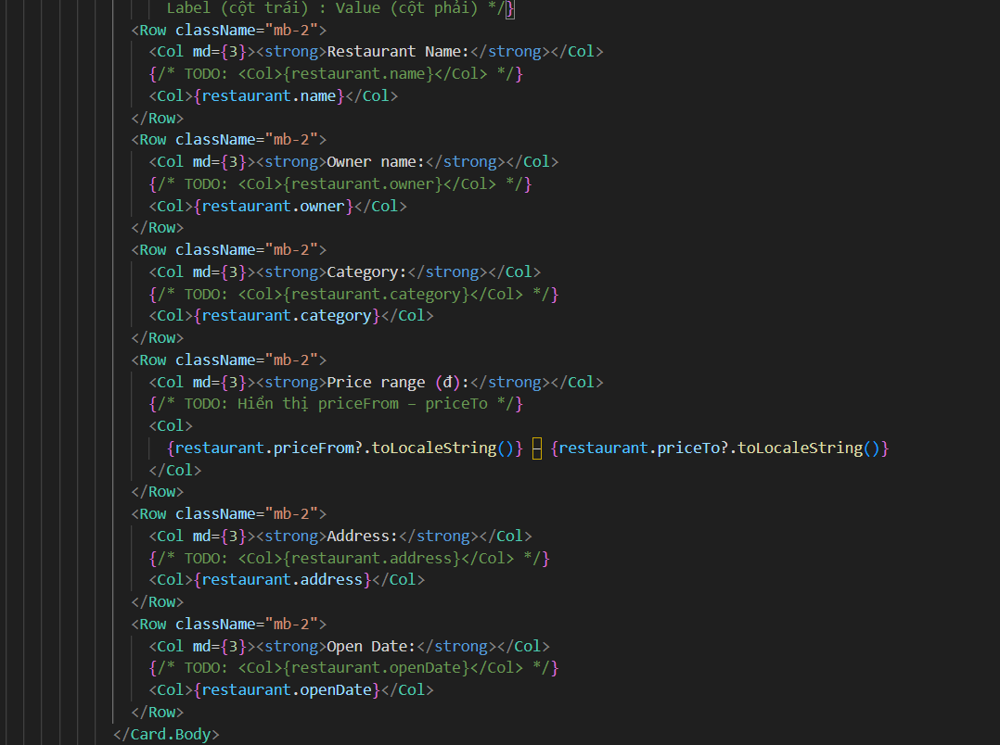 Label (cột trái) : Value (cột phải) */}
<Row className="mb-2">
<Col md={3}><strong>Restaurant Name:</strong></Col>
{/* TODO: <Col>{restaurant.name}</Col> */}
<Col>{restaurant.name}</Col>
</Row>
<Row className="mb-2">
<Col md={3}><strong>Owner name:</strong></Col>
{/* TODO: <Col>{restaurant.owner}</Col> */}
<Col>{restaurant.owner}</Col>
</Row>
<Row className="mb-2">
<Col md={3}><strong>Category:</strong></Col>
{/* TODO: <Col>{restaurant.category}</Col> */}
<Col>{restaurant.category}</Col>
</Row>
<Row className="mb-2">
<Col md={3}><strong>Price range (đ):</strong></Col>
{/* TODO: Hiển thị priceFrom – priceTo */}
<Col>
{restaurant.priceFrom?.toLocaleString()} – {restaurant.priceTo?.toLocaleString()}
</Col>
</Row>
<Row className="mb-2">
<Col md={3}><strong>Address:</strong></Col>
{/* TODO: <Col>{restaurant.address}</Col> */}
<Col>{restaurant.address}</Col>
</Row>
<Row className="mb-2">
<Col md={3}><strong>Open Date:</strong></Col>
{/* TODO: <Col>{restaurant.openDate}</Col> */}
<Col>{restaurant.openDate}</Col>
</Row>
</Card.Body>